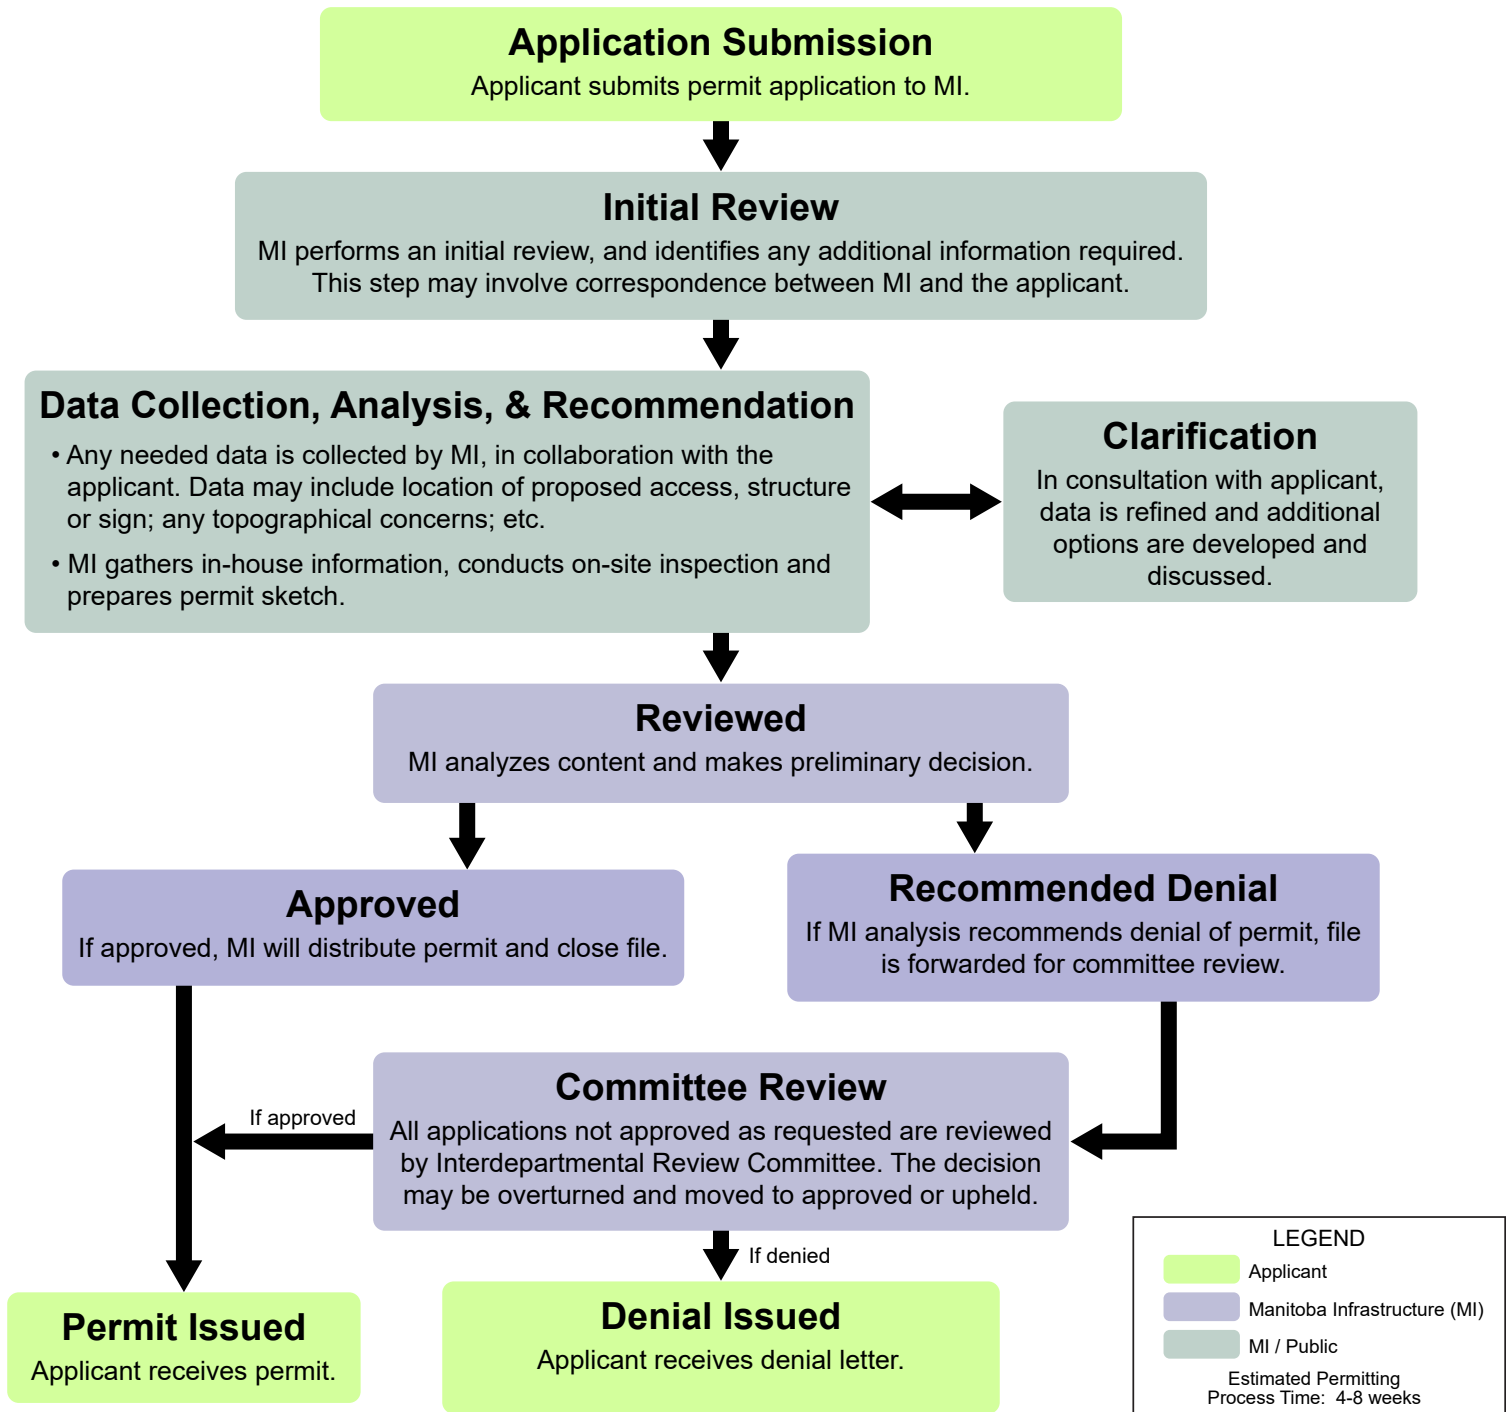 Application Submission
Applicant submits permit application to MI.
Initial Review
MI performs an initial review, and identifies any additional information required.
This step may involve correspondence between MI and the applicant.
Data Collection, Analysis, & Recommendation
• Any needed data is collected by MI, in collaboration with the
applicant. Data may include location of proposed access, structure
or sign; any topographical concerns; etc.
• MI gathers in-house information, conducts on-site inspection and
prepares permit sketch.
Clarification
In consultation with applicant,
data is refined and additional
options are developed and
discussed.
Reviewed
MI analyzes content and makes preliminary decision.
Approved
If approved, MI will distribute permit and close file.
Recommended Denial
If MI analysis recommends denial of permit, file
is forwarded for committee review.
Committee Review
All applications not approved as requested are reviewed
by Interdepartmental Review Committee. The decision
may be overturned and moved to approved or upheld.
If approved
If denied
Permit Issued
Applicant receives permit.
Denial Issued
Applicant receives denial letter.
LEGEND
Applicant
Manitoba Infrastructure (MI)
MI / Public
Estimated Permitting
Process Time: 4-8 weeks